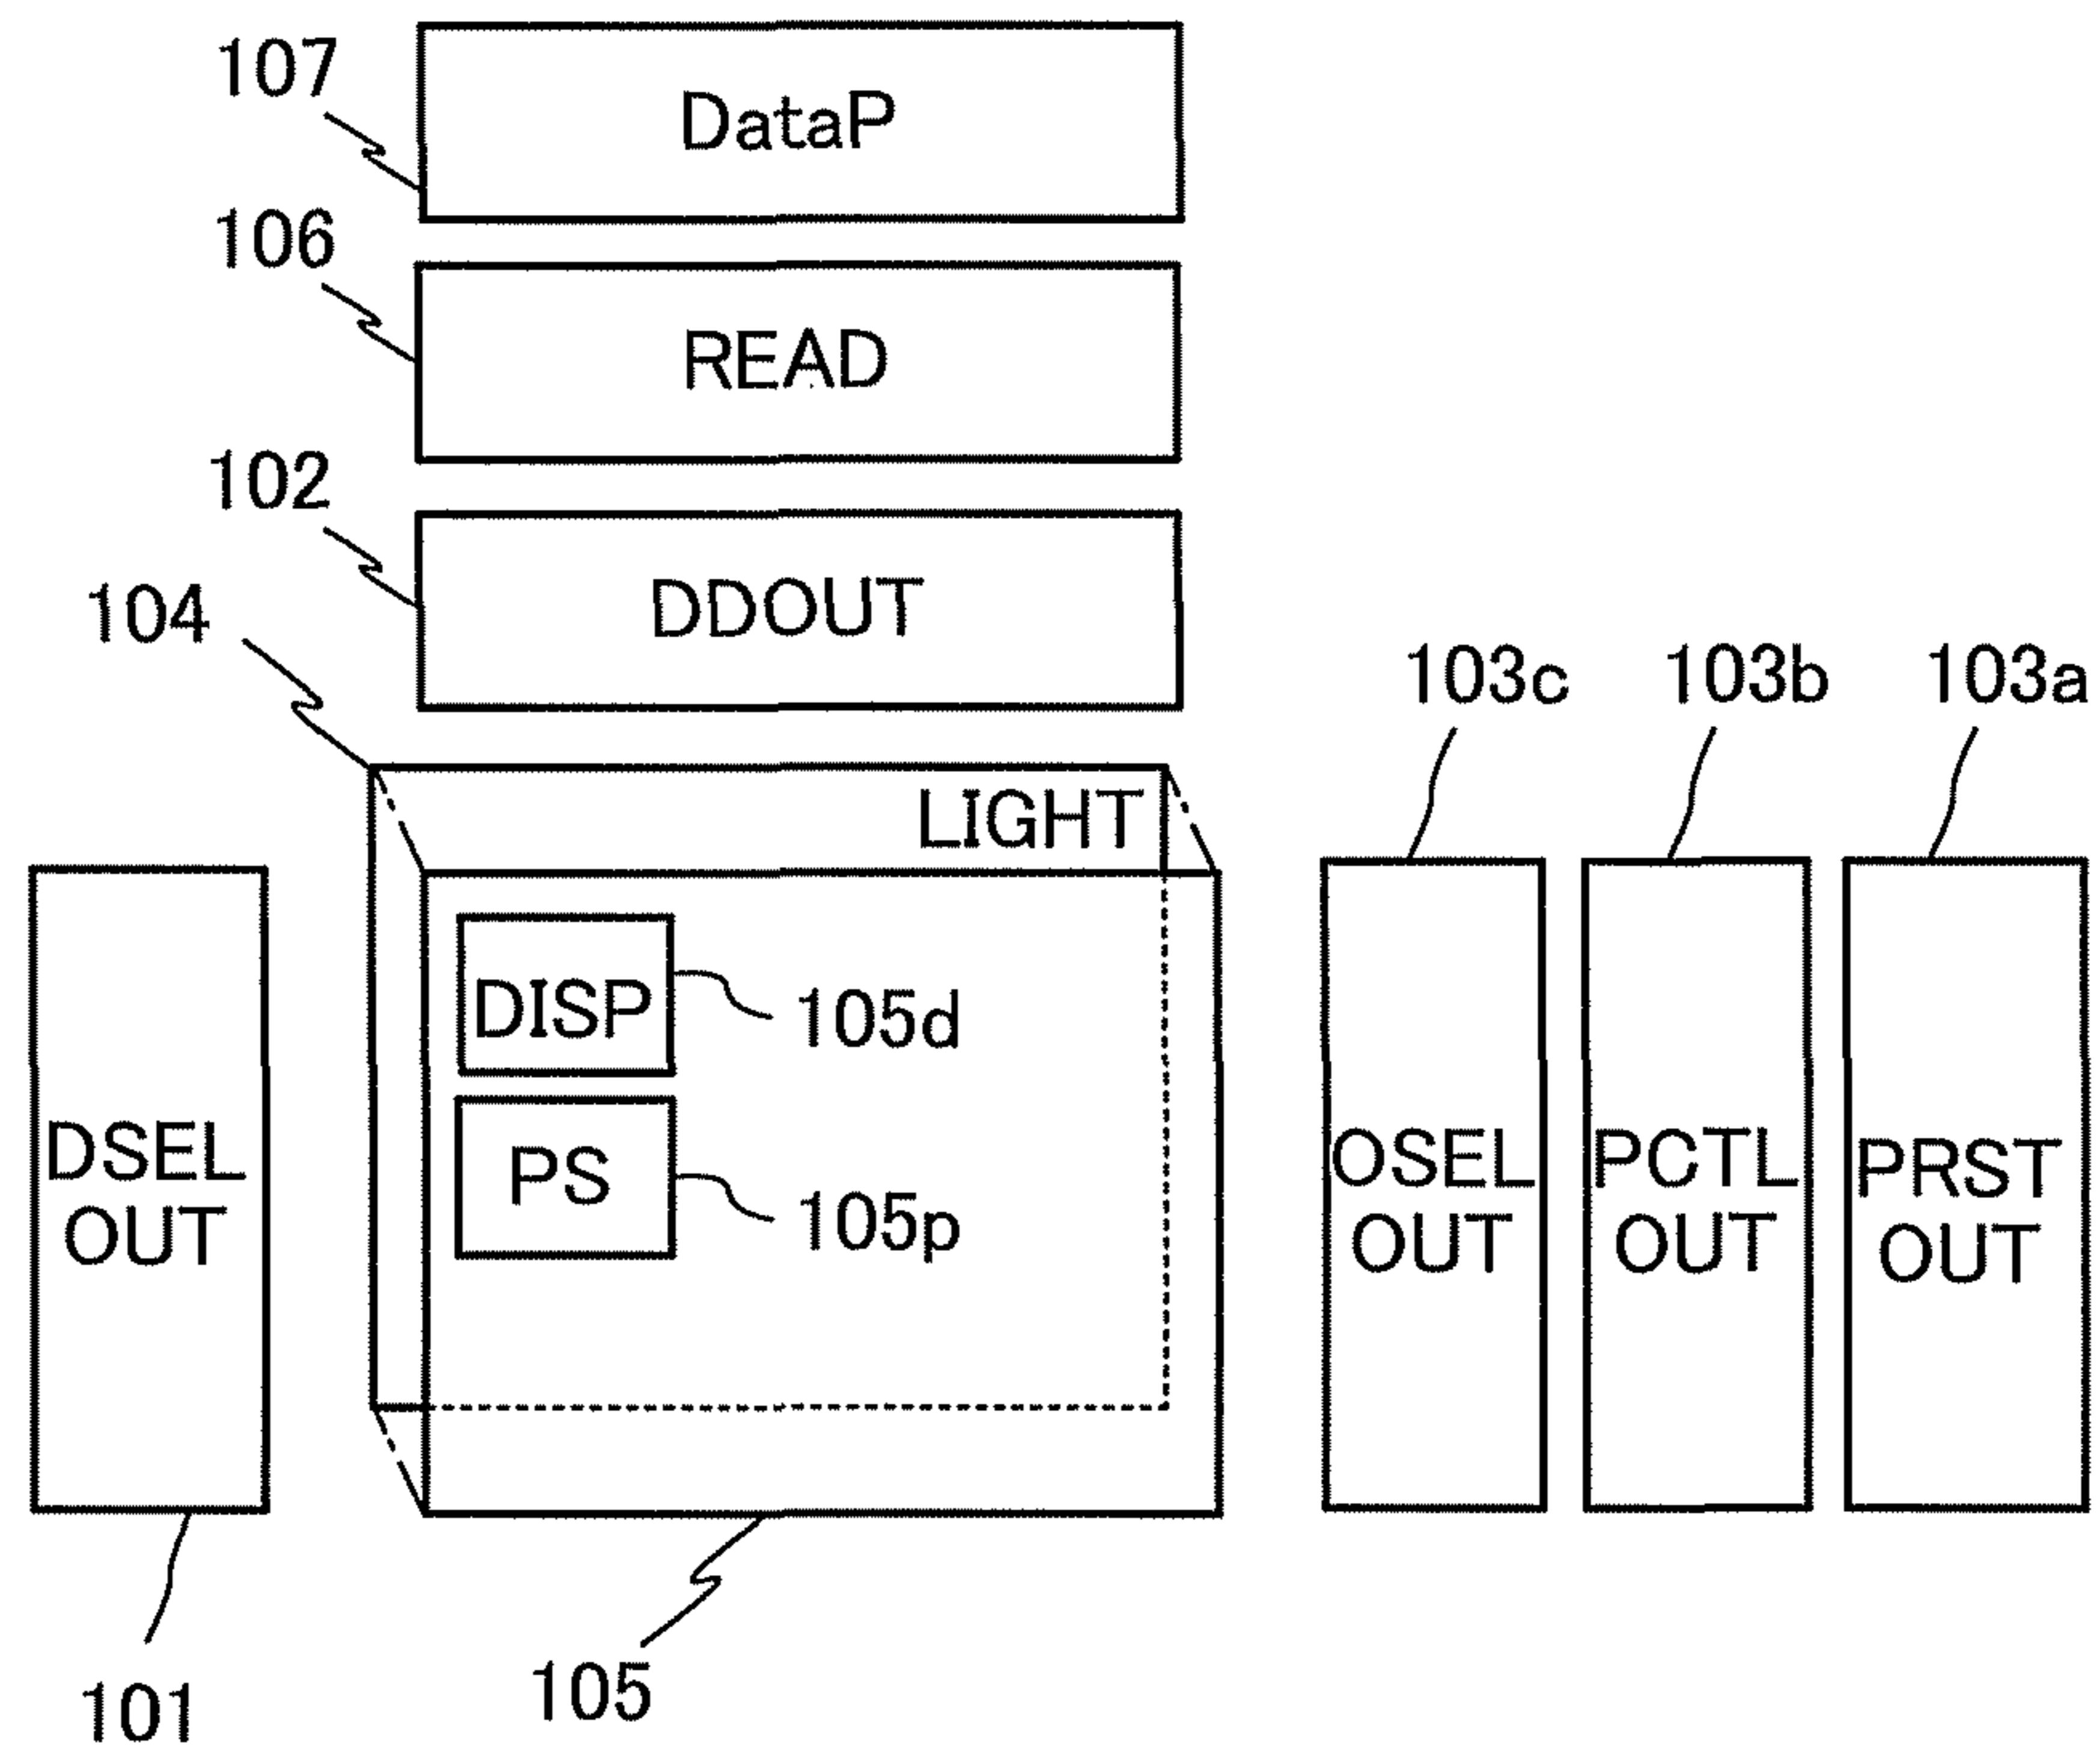 107
DataP
106
READ
102
DDOUT
104
103c
103b
103a
LIGHT
DISP
105d
PS
105p
DSEL
OUT
OSEL
OUT
PCTL
OUT
PRST
OUT
101
105